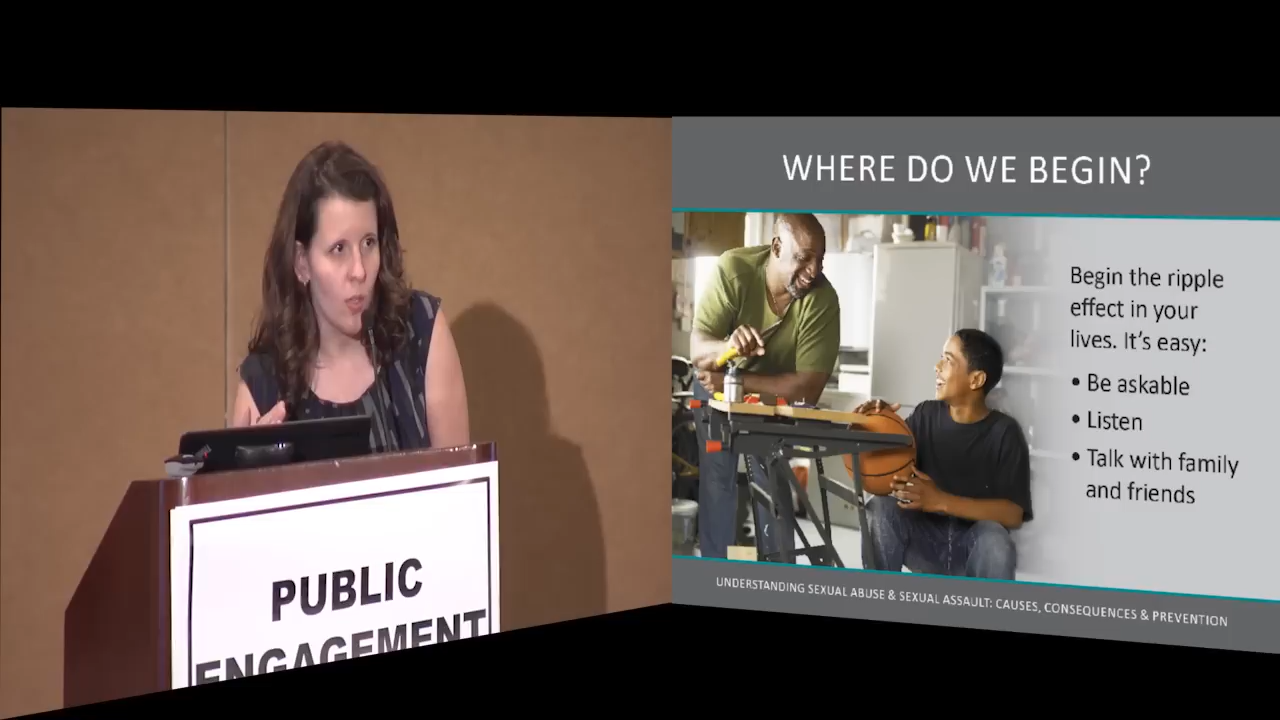 PUBLIC
ENGAGEMENT
WHERE DO WE BEGIN?
Begin the ripple
effect in your
lives. It's easy:
• Be askable
• Listen
• Talk with family
and friends
UNDERSTANDING SEXUAL ABUSE & SEXUAL ASSAULT: CAUSES, CONSEQUENCES & PREVENTION